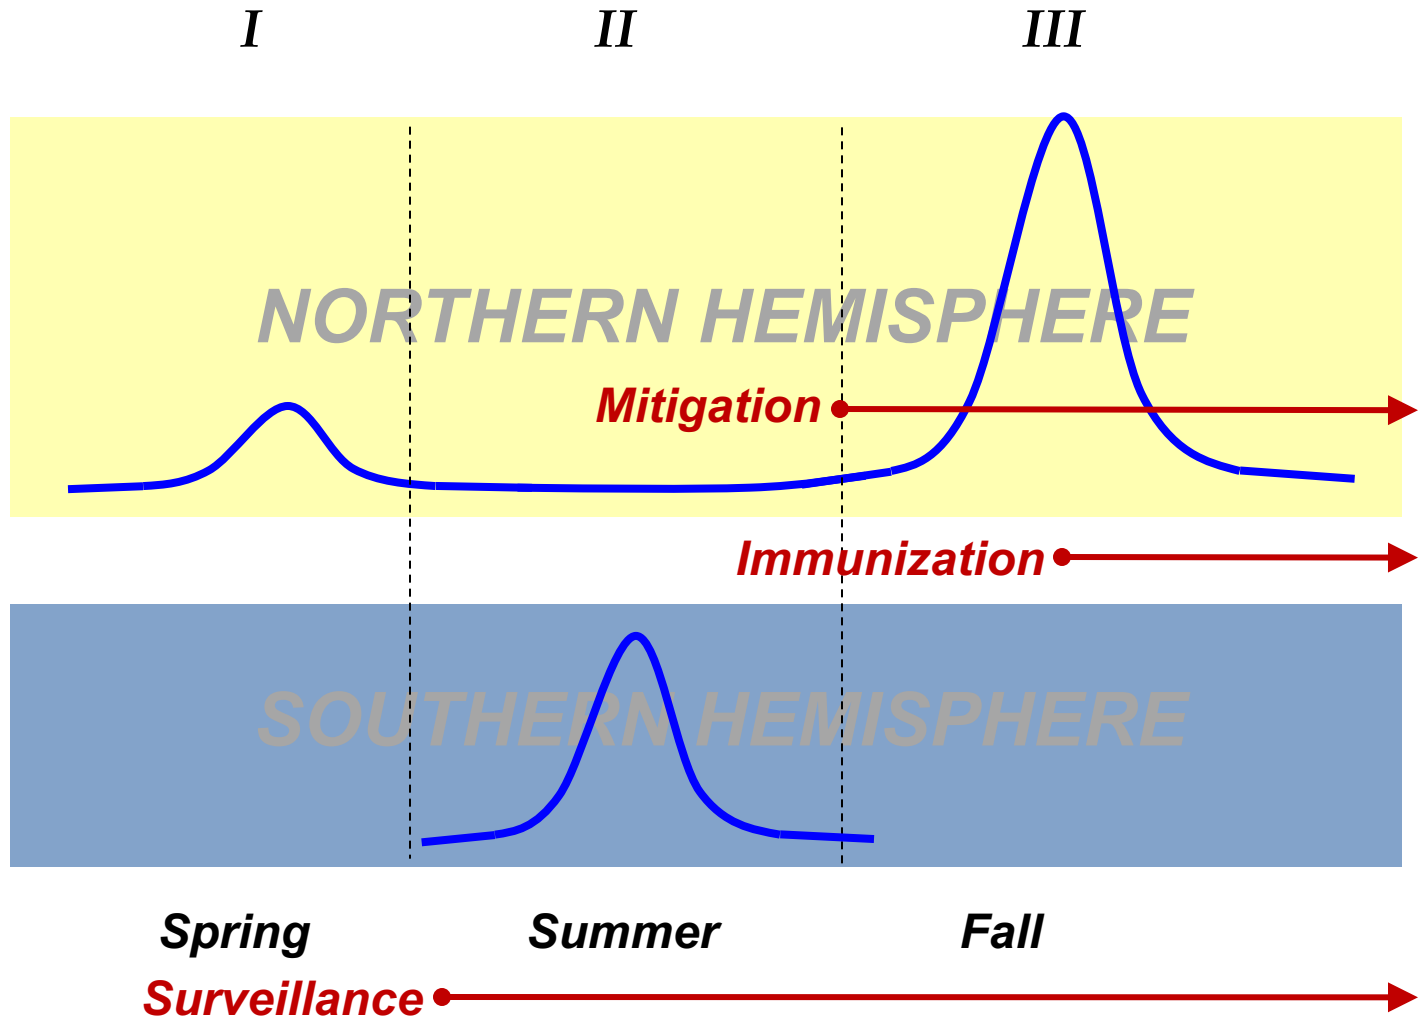 I II III
NORTHERN HEMISPHERE
Mitigation
Immunization
SOUTHERN HEMISPHERE
Spring Summer Fall
Surveillance